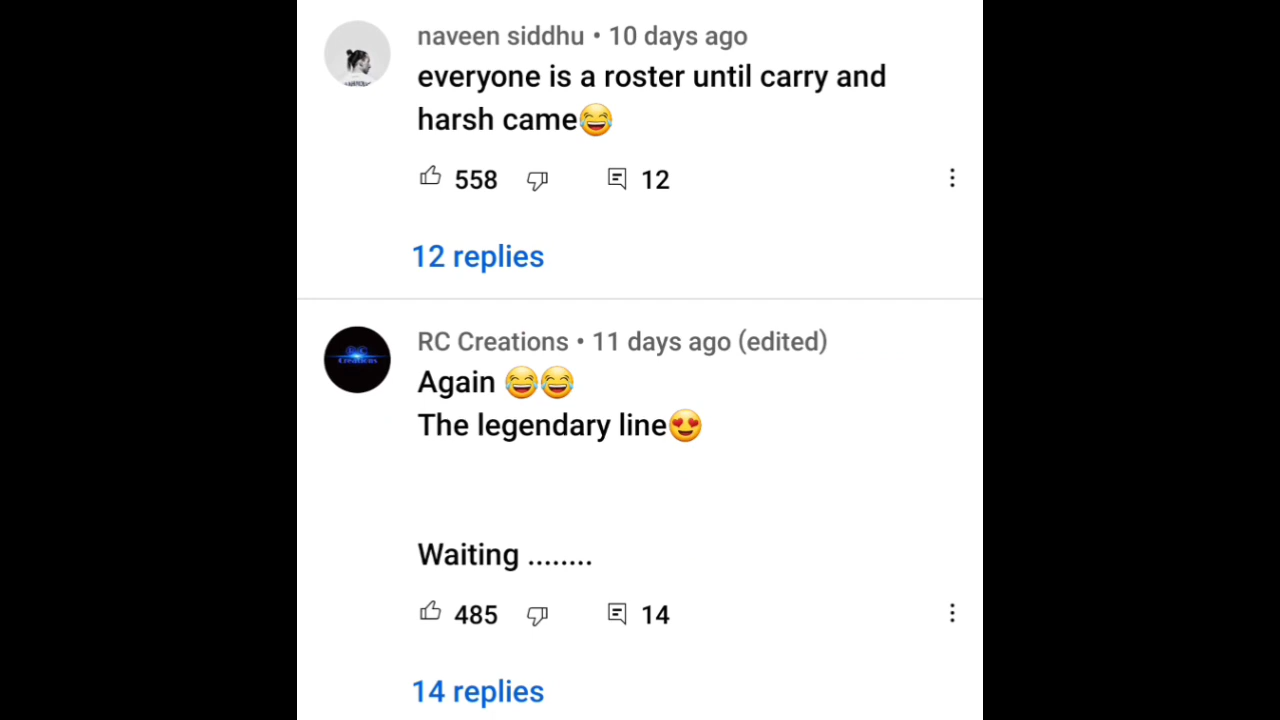 naveen siddhu • 10 days ago
everyone is a roster until carry and
harsh came😂
558 12
12 replies
RC Creations • 11 days ago (edited)
Again 😂😂
The legendary line😍
Waiting ........
485 14
14 replies